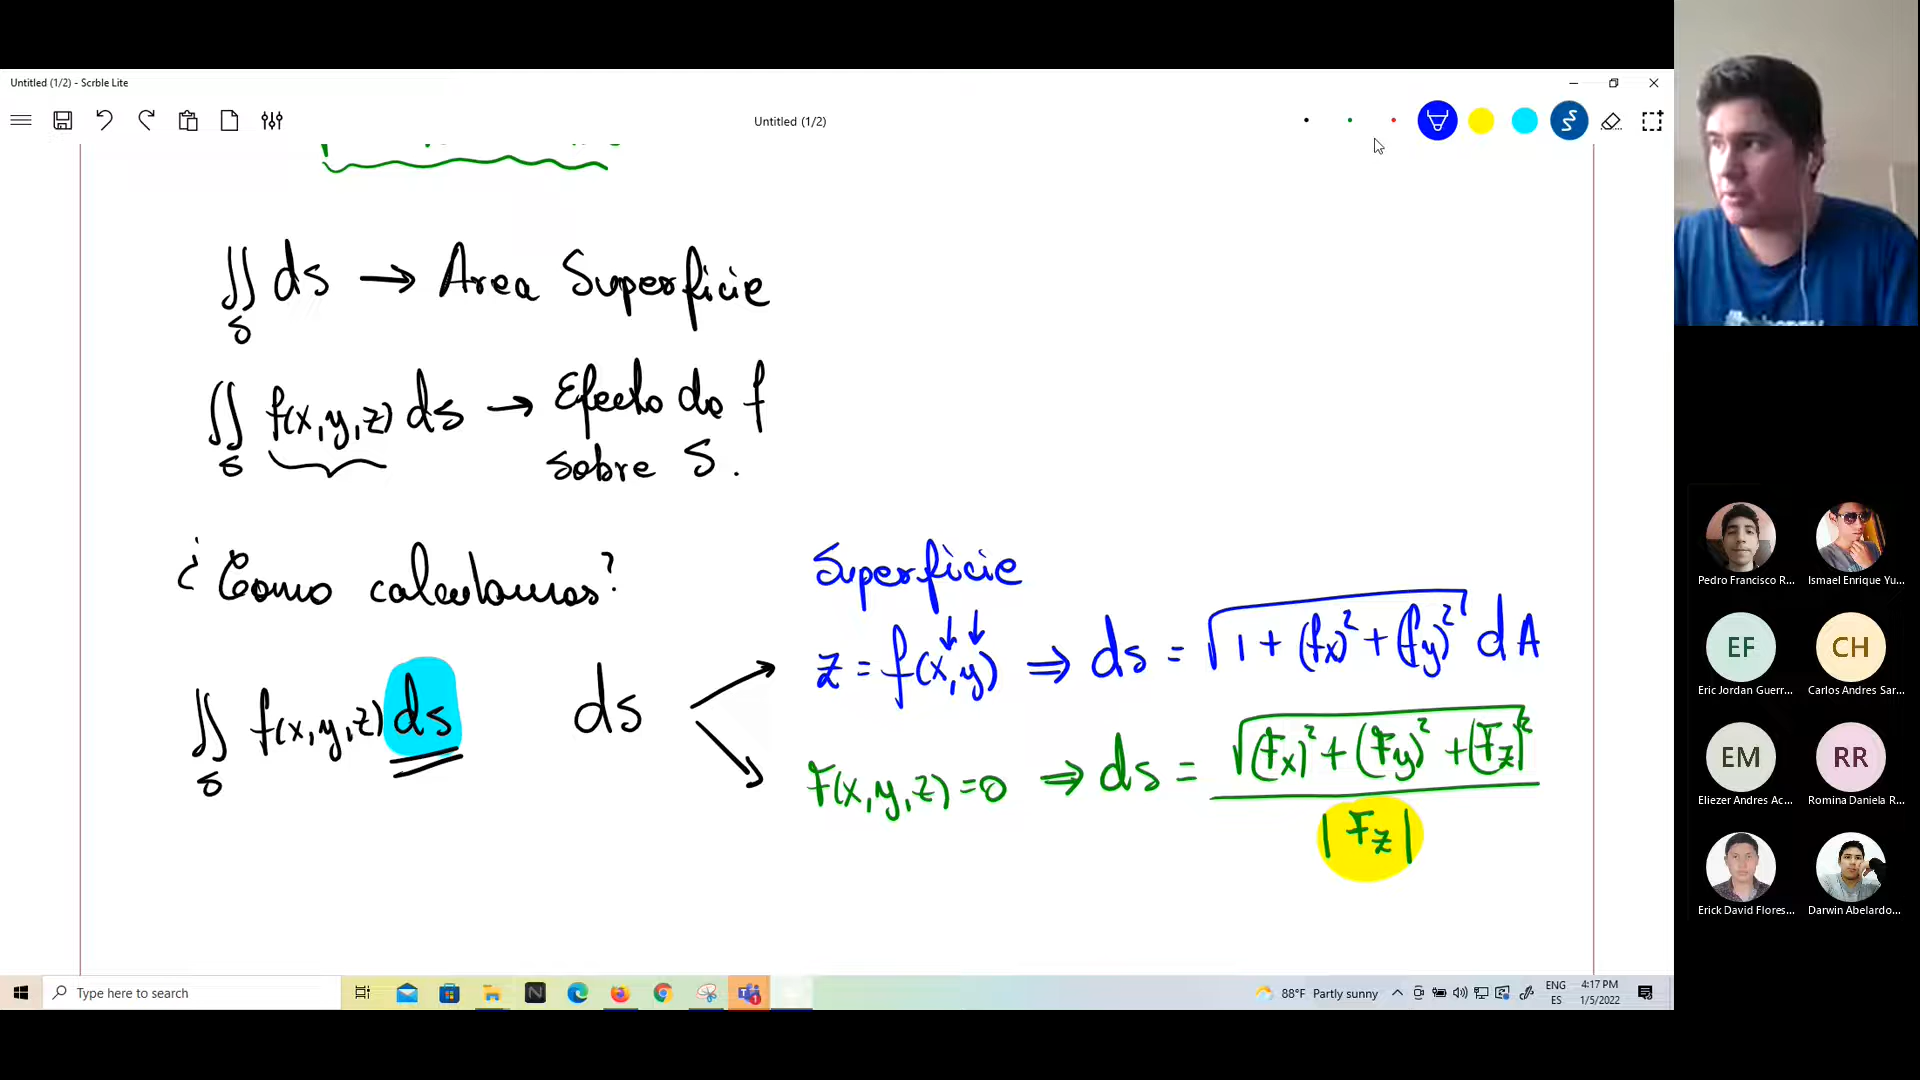 Untitled (1/2) - Scrble Lite
Untitled (1/2)
∬_S ds → Area Superficie
∬_S f(x,y,z) ds → Efecto de f
sobre S.
¿Como calculamos?
Superficie
z = f(x,y) ⇒ ds = √(1 + (fx)² + (fy)²) dA
∬_S f(x,y,z) ds
ds
F(x,y,z)=0 ⇒ ds = √((Fx)² + (Fy)² + (Fz)²) / |Fz|
Pedro Francisco R...
Ismael Enrique Yu...
EF
CH
Eric Jordan Guerr...
Carlos Andres Sar...
EM
RR
Eliezer Andres Ac...
Romina Daniela R...
Erick David Flores...
Darwin Abelardo...
Type here to search
88°F Partly sunny
ENG
ES
4:17 PM
1/5/2022